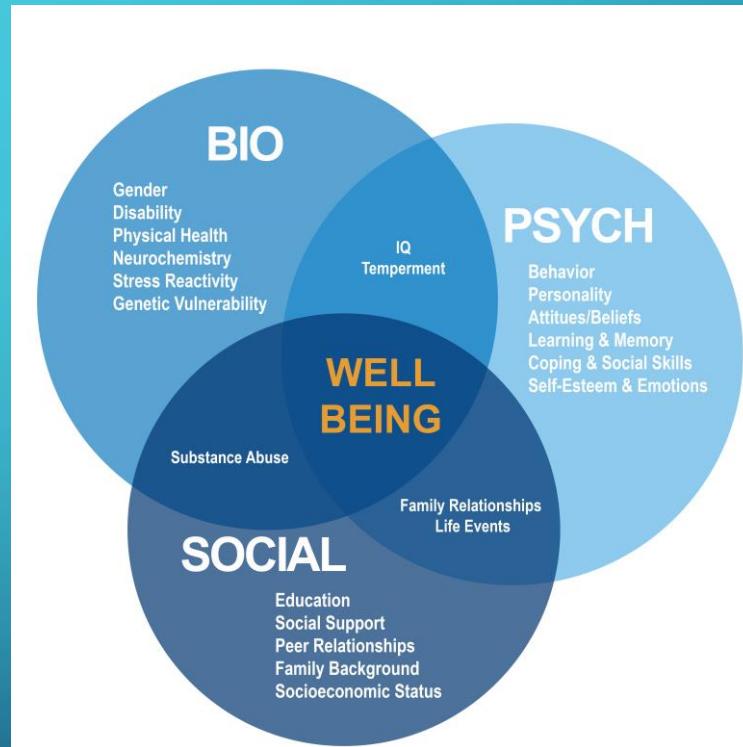 BIO
Gender
Disability
Physical Health
Neurochemistry
Stress Reactivity
Genetic Vulnerability
IQ
Temperment
PSYCH
Behavior
Personality
Attitues/Beliefs
Learning & Memory
Coping & Social Skills
Self-Esteem & Emotions
WELL
BEING
Substance Abuse
Family Relationships
Life Events
SOCIAL
Education
Social Support
Peer Relationships
Family Background
Socioeconomic Status